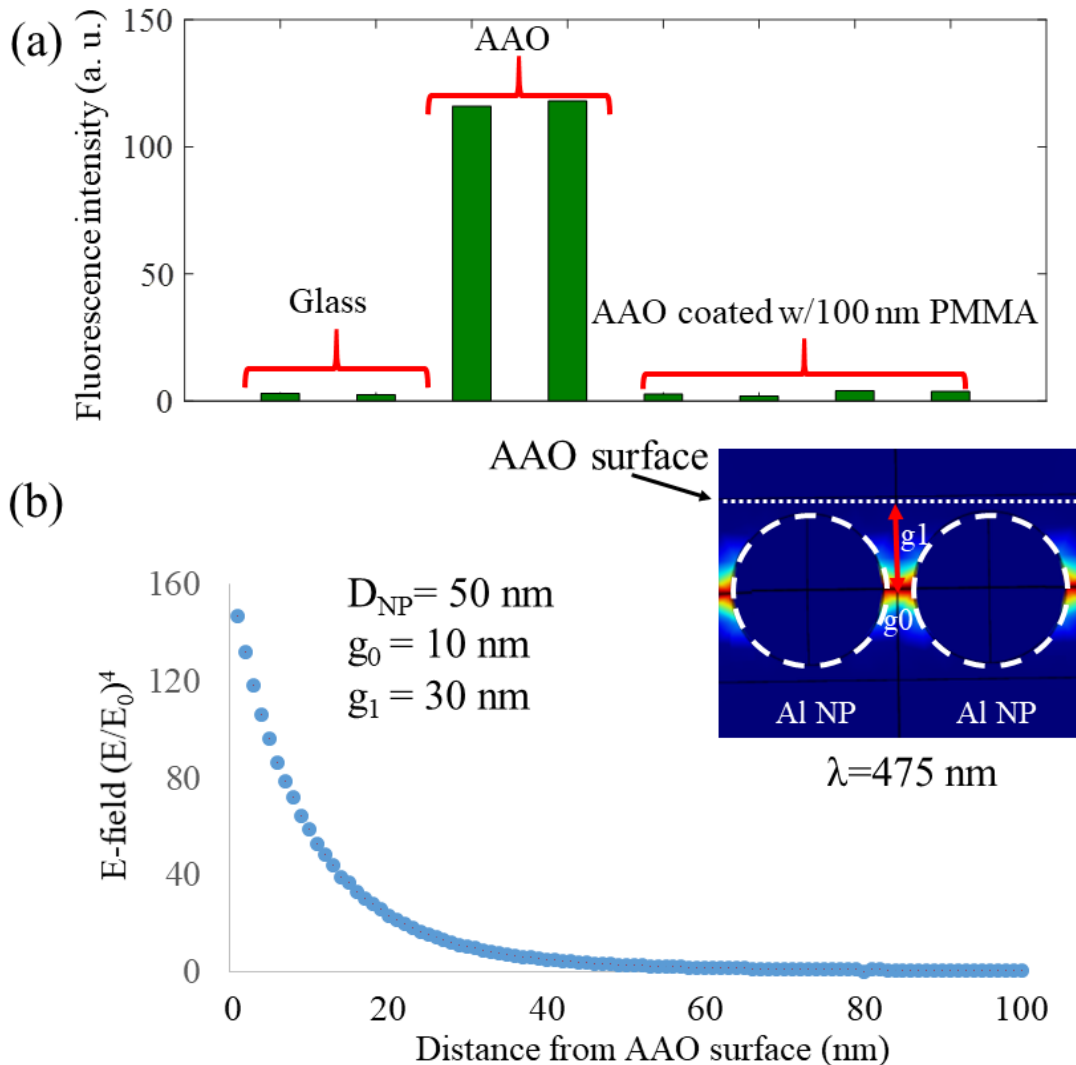 (a)
Fluorescence intensity (a. u.)
150
100
50
0
AAO
Glass
AAO coated w/100 nm PMMA
(b)
AAO surface
g1
g0
Al NP
Al NP
λ=475 nm
D_NP= 50 nm
g₀ = 10 nm
g₁ = 30 nm
E-field (E/E₀)⁴
160
120
80
40
0
0 20 40 60 80 100
Distance from AAO surface (nm)